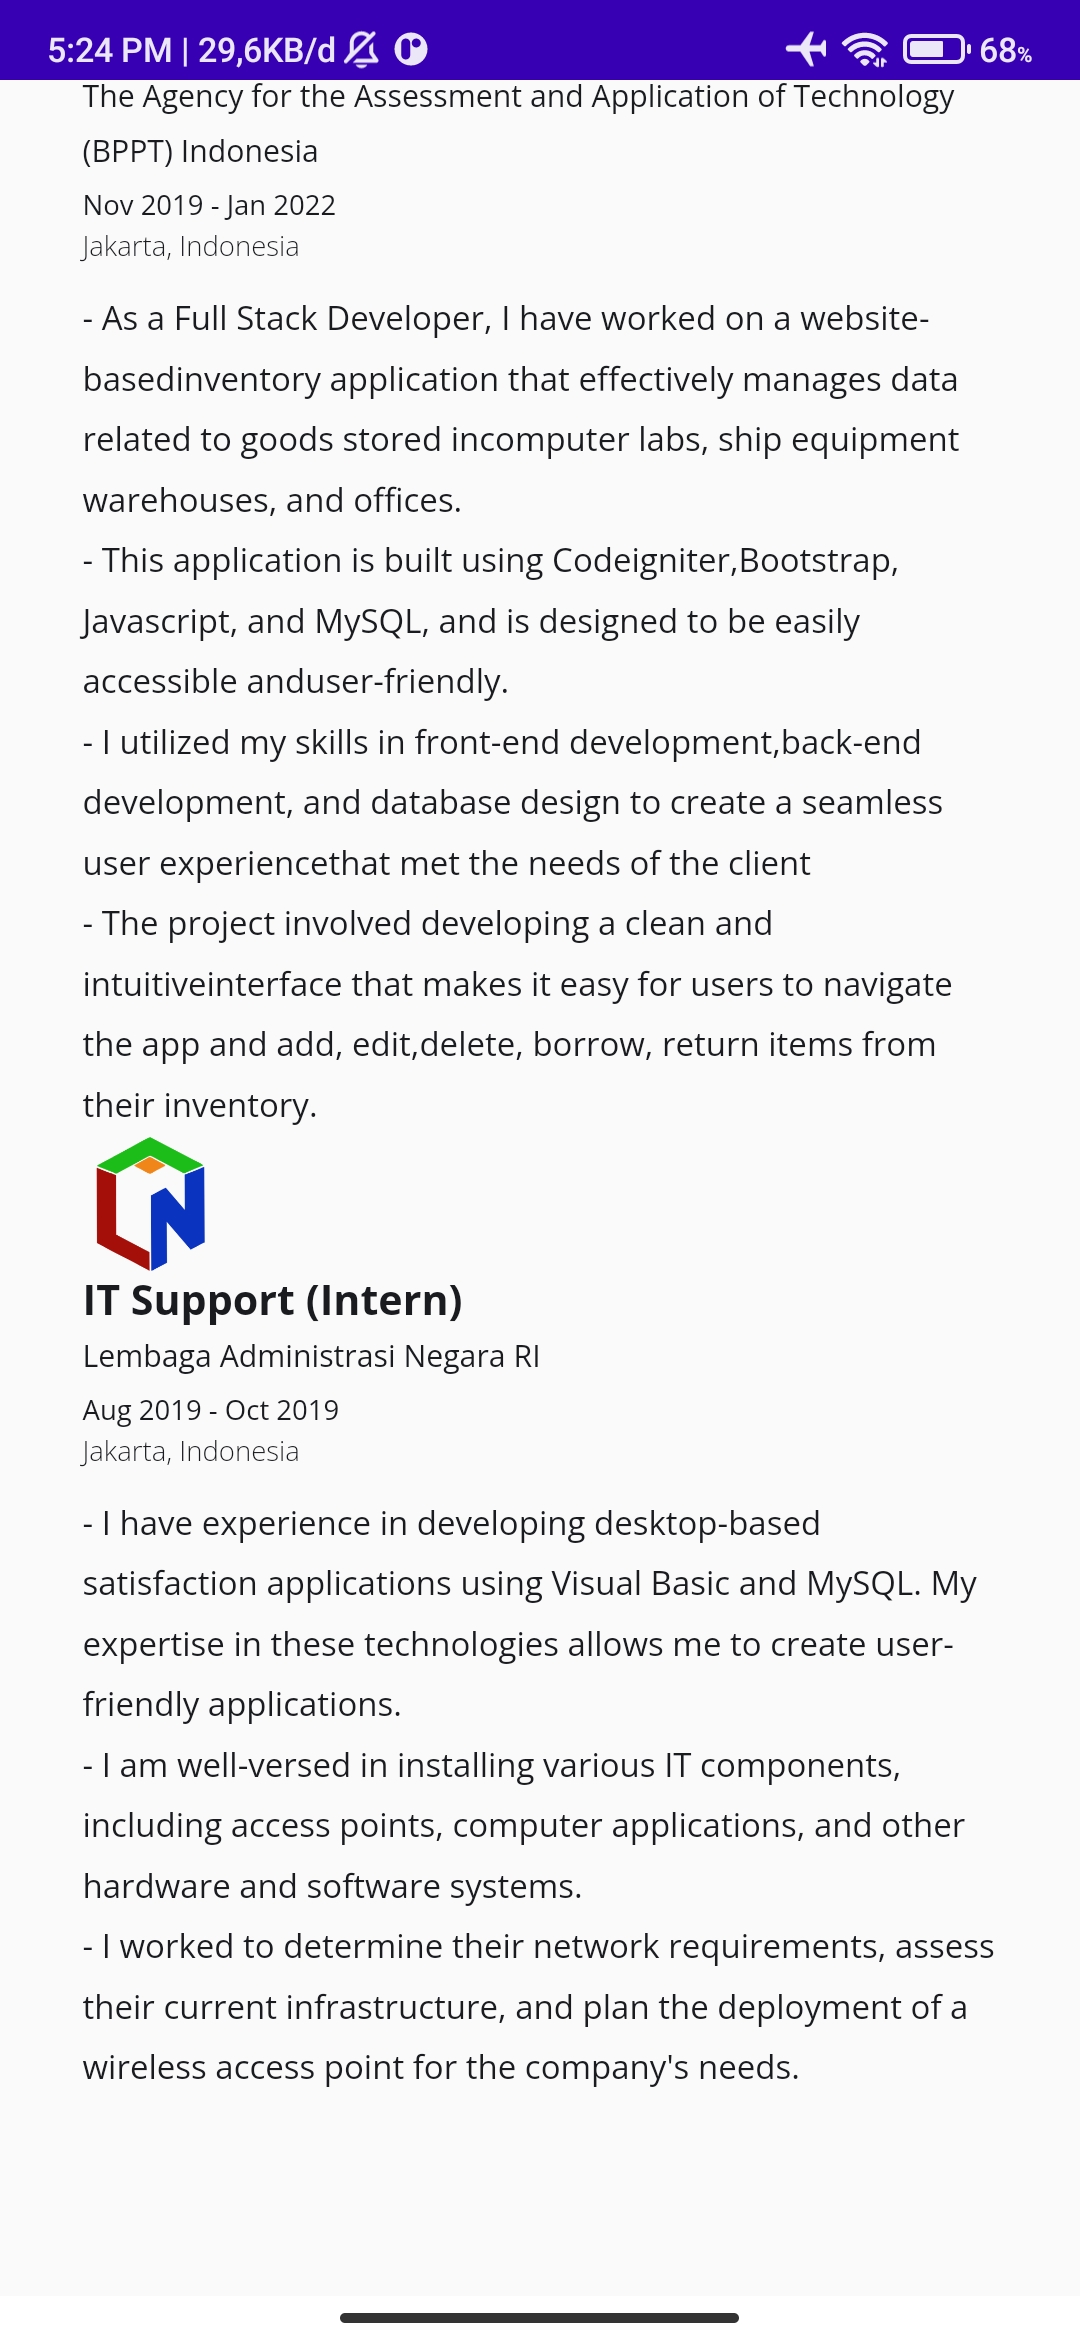 5:24 PM | 29,6KB/d
68%
The Agency for the Assessment and Application of Technology
(BPPT) Indonesia
Nov 2019 - Jan 2022
Jakarta, Indonesia
- As a Full Stack Developer, I have worked on a website-
basedinventory application that effectively manages data
related to goods stored incomputer labs, ship equipment
warehouses, and offices.
- This application is built using Codeigniter,Bootstrap,
Javascript, and MySQL, and is designed to be easily
accessible anduser-friendly.
- I utilized my skills in front-end development,back-end
development, and database design to create a seamless
user experiencethat met the needs of the client
- The project involved developing a clean and
intuitiveinterface that makes it easy for users to navigate
the app and add, edit,delete, borrow, return items from
their inventory.
IT Support (Intern)
Lembaga Administrasi Negara RI
Aug 2019 - Oct 2019
Jakarta, Indonesia
- I have experience in developing desktop-based
satisfaction applications using Visual Basic and MySQL. My
expertise in these technologies allows me to create user-
friendly applications.
- I am well-versed in installing various IT components,
including access points, computer applications, and other
hardware and software systems.
- I worked to determine their network requirements, assess
their current infrastructure, and plan the deployment of a
wireless access point for the company's needs.